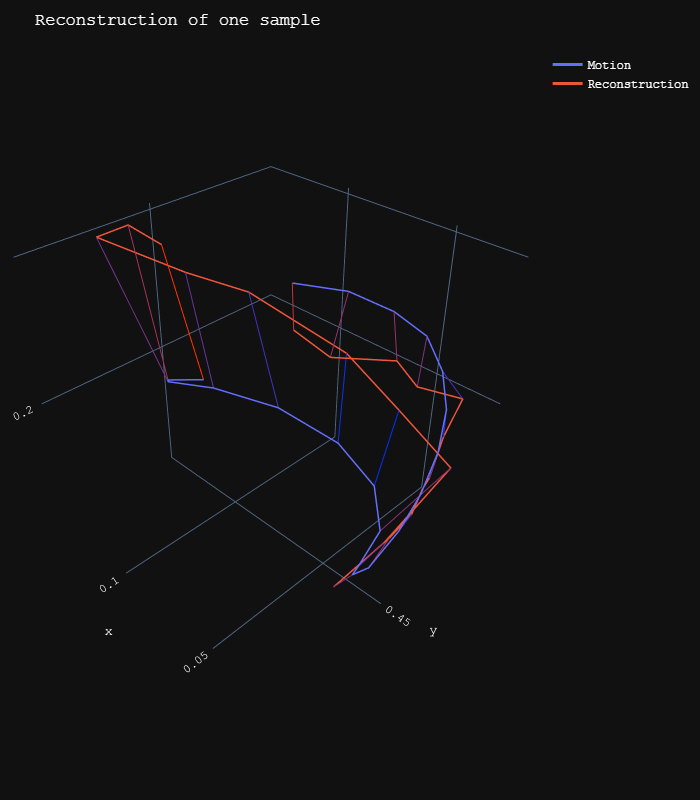 Reconstruction of one sample
Motion
Reconstruction
0.2
0.1
0.05
0.45
x
y